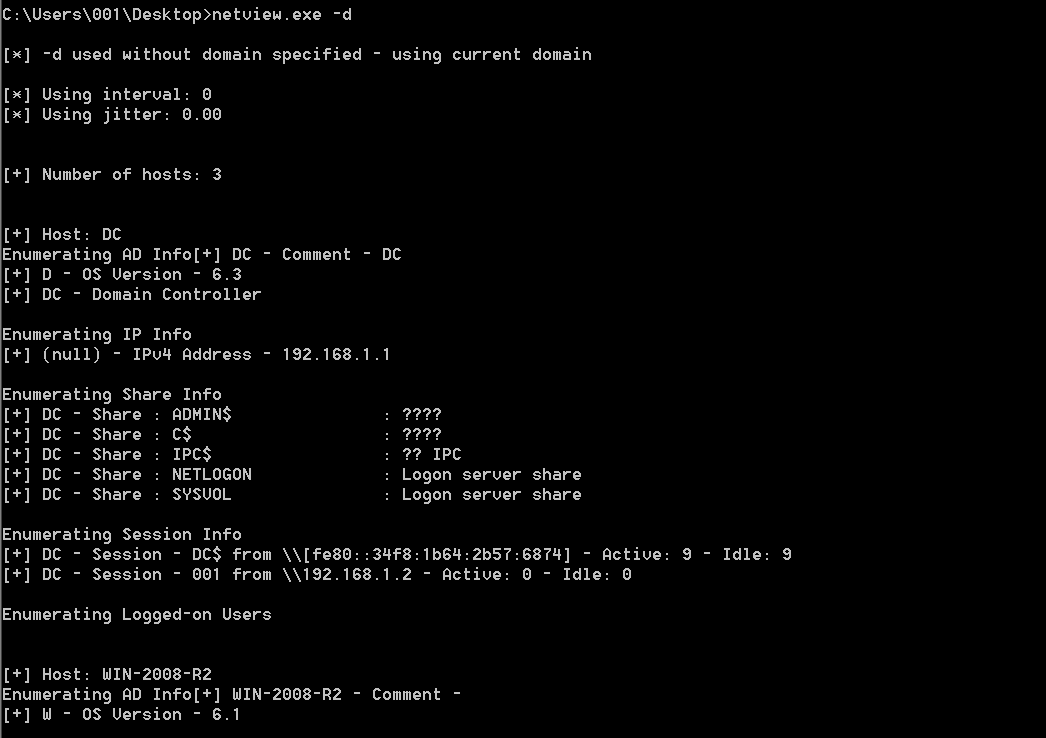 C:\Users\001\Desktop>netview.exe -d
[*] -d used without domain specified - using current domain
[*] Using interval: 0
[*] Using jitter: 0.00
[+] Number of hosts: 3
[+] Host: DC
Enumerating AD Info[+] DC - Comment - DC
[+] D - OS Version - 6.3
[+] DC - Domain Controller
Enumerating IP Info
[+] (null) - IPv4 Address - 192.168.1.1
Enumerating Share Info
[+] DC - Share : ADMIN$ : ????
[+] DC - Share : C$ : ????
[+] DC - Share : IPC$ : ?? IPC
[+] DC - Share : NETLOGON : Logon server share
[+] DC - Share : SYSVOL : Logon server share
Enumerating Session Info
[+] DC - Session - DC$ from \\[fe80::34f8:1b64:2b57:6874] - Active: 9 - Idle: 9
[+] DC - Session - 001 from \\192.168.1.2 - Active: 0 - Idle: 0
Enumerating Logged-on Users
[+] Host: WIN-2008-R2
Enumerating AD Info[+] WIN-2008-R2 - Comment -
[+] W - OS Version - 6.1